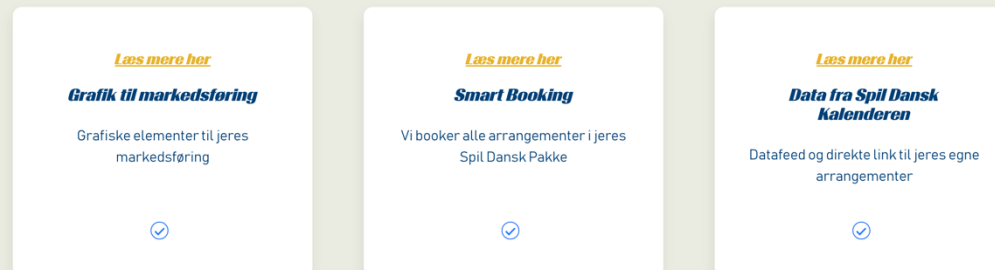 Læs mere her
Grafik til markedsføring
Grafiske elementer til jeres
markedsføring
Læs mere her
Smart Booking
Vi booker alle arrangementer i jeres
Spil Dansk Pakke
Læs mere her
Data fra Spil Dansk
Kalenderen
Datafeed og direkte link til jeres egne
arrangementer